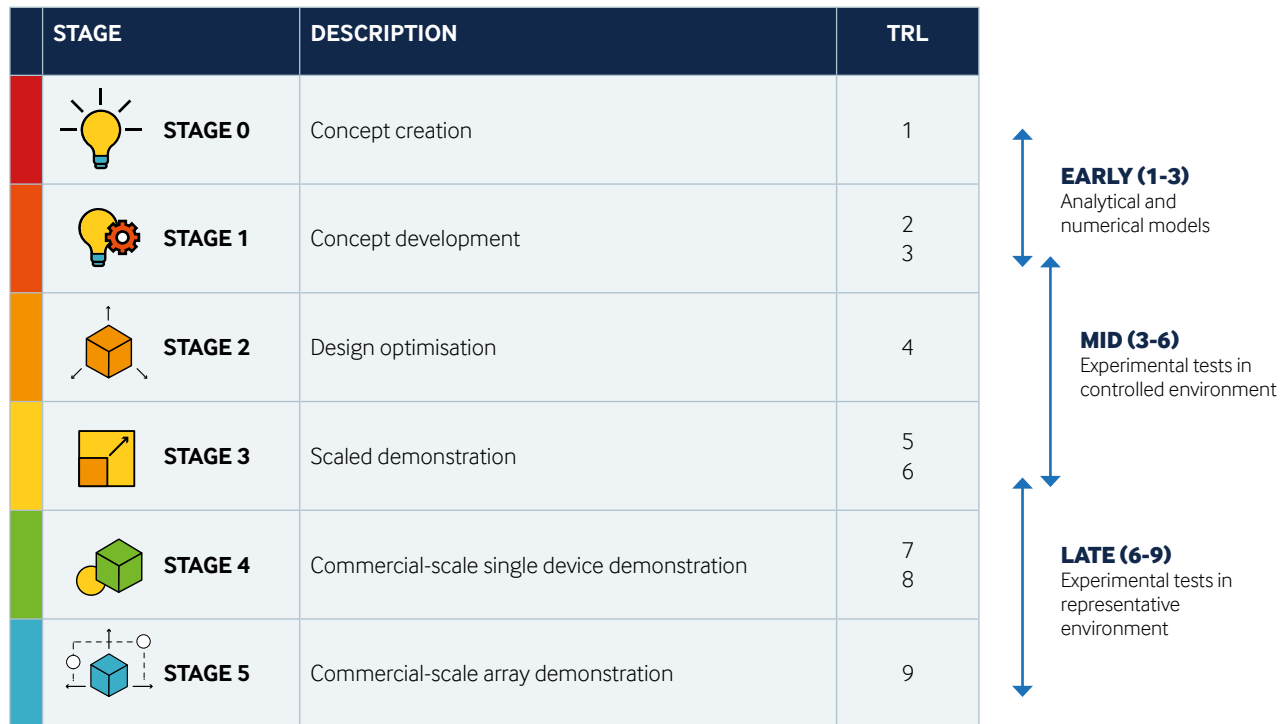 STAGE DESCRIPTION TRL
STAGE 0 Concept creation 1
STAGE 1 Concept development 2
3
STAGE 2 Design optimisation 4
STAGE 3 Scaled demonstration 5
6
STAGE 4 Commercial-scale single device demonstration 7
8
STAGE 5 Commercial-scale array demonstration 9
EARLY (1-3)
Analytical and
numerical models
MID (3-6)
Experimental tests in
controlled environment
LATE (6-9)
Experimental tests in
representative
environment